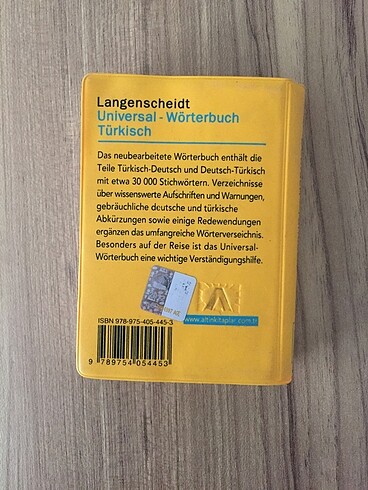 Langenscheidt
Universal - Wörterbuch
Türkisch
Das neubearbeitete Wörterbuch enthält die
Teile Türkisch-Deutsch und Deutsch-Türkisch
mit etwa 30 000 Stichwörtern. Verzeichnisse
über wissenswerte Aufschriften und Warnungen,
gebräuchliche deutsche und türkische
Abkürzungen sowie einige Redewendungen
ergänzen das umfangreiche Wörterverzeichnis.
Besonders auf der Reise ist das Universal-
Wörterbuch eine wichtige Verständigungshilfe.
ISBN 978-975-405-445-3
www.altinkitaplar.com.tr
9 789754 054453